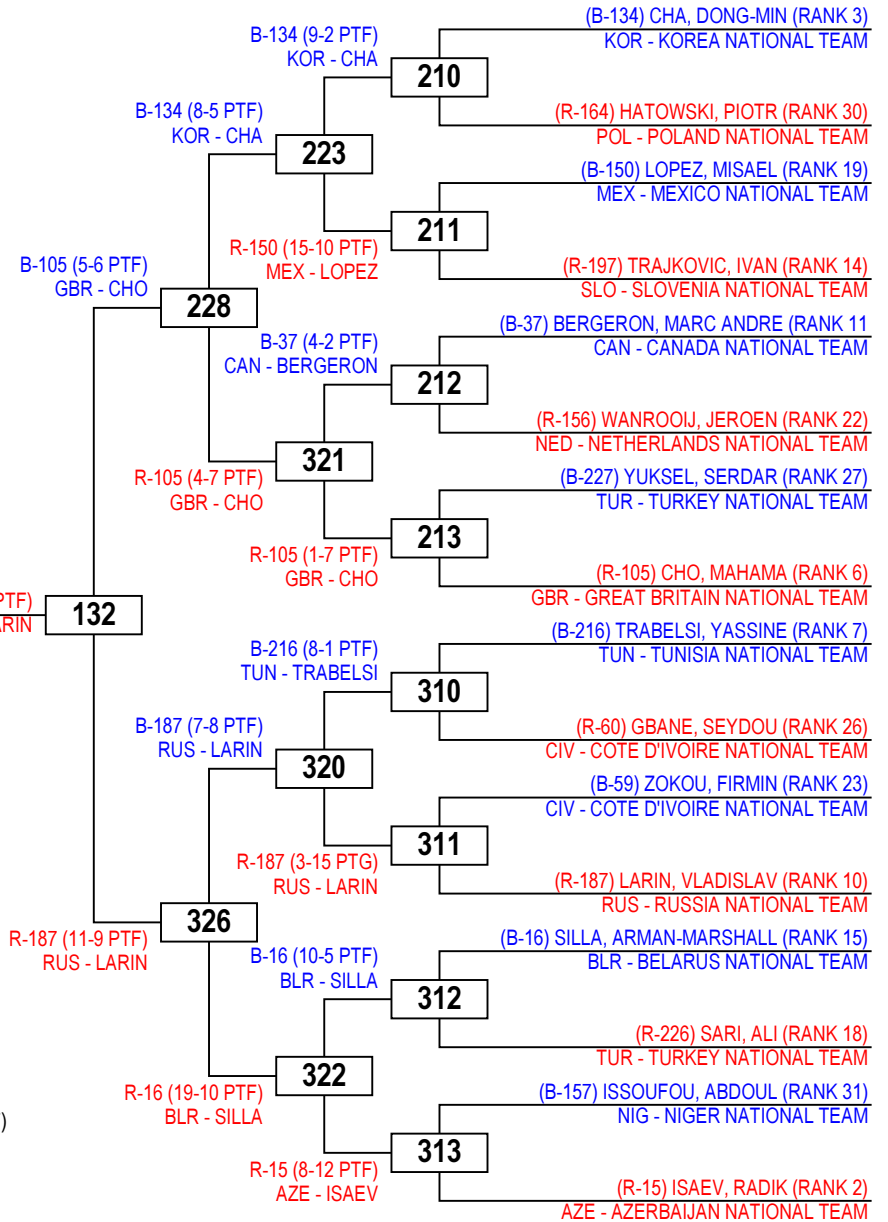 (B-134) CHA, DONG-MIN (RANK 3)
KOR - KOREA NATIONAL TEAM
B-134 (9-2 PTF)
KOR - CHA
210
(R-164) HATOWSKI, PIOTR (RANK 30)
POL - POLAND NATIONAL TEAM
B-134 (8-5 PTF)
KOR - CHA
223
(B-150) LOPEZ, MISAEL (RANK 19)
MEX - MEXICO NATIONAL TEAM
211
R-150 (15-10 PTF)
MEX - LOPEZ
(R-197) TRAJKOVIC, IVAN (RANK 14)
SLO - SLOVENIA NATIONAL TEAM
B-105 (5-6 PTF)
GBR - CHO
228
(B-37) BERGERON, MARC ANDRE (RANK 11
CAN - CANADA NATIONAL TEAM
B-37 (4-2 PTF)
CAN - BERGERON
212
(R-156) WANROOIJ, JEROEN (RANK 22)
NED - NETHERLANDS NATIONAL TEAM
321
R-105 (4-7 PTF)
GBR - CHO
(B-227) YUKSEL, SERDAR (RANK 27)
TUR - TURKEY NATIONAL TEAM
213
R-105 (1-7 PTF)
GBR - CHO
(R-105) CHO, MAHAMA (RANK 6)
GBR - GREAT BRITAIN NATIONAL TEAM
PTF)
ARIN
132
(B-216) TRABELSI, YASSINE (RANK 7)
TUN - TUNISIA NATIONAL TEAM
B-216 (8-1 PTF)
TUN - TRABELSI
310
(R-60) GBANE, SEYDOU (RANK 26)
CIV - COTE D'IVOIRE NATIONAL TEAM
B-187 (7-8 PTF)
RUS - LARIN
320
(B-59) ZOKOU, FIRMIN (RANK 23)
CIV - COTE D'IVOIRE NATIONAL TEAM
311
R-187 (3-15 PTG)
RUS - LARIN
(R-187) LARIN, VLADISLAV (RANK 10)
RUS - RUSSIA NATIONAL TEAM
326
R-187 (11-9 PTF)
RUS - LARIN
(B-16) SILLA, ARMAN-MARSHALL (RANK 15)
BLR - BELARUS NATIONAL TEAM
B-16 (10-5 PTF)
BLR - SILLA
312
(R-226) SARI, ALI (RANK 18)
TUR - TURKEY NATIONAL TEAM
322
R-16 (19-10 PTF)
BLR - SILLA
(B-157) ISSOUFOU, ABDOUL (RANK 31)
NIG - NIGER NATIONAL TEAM
)
313
R-15 (8-12 PTF)
AZE - ISAEV
(R-15) ISAEV, RADIK (RANK 2)
AZE - AZERBAIJAN NATIONAL TEAM